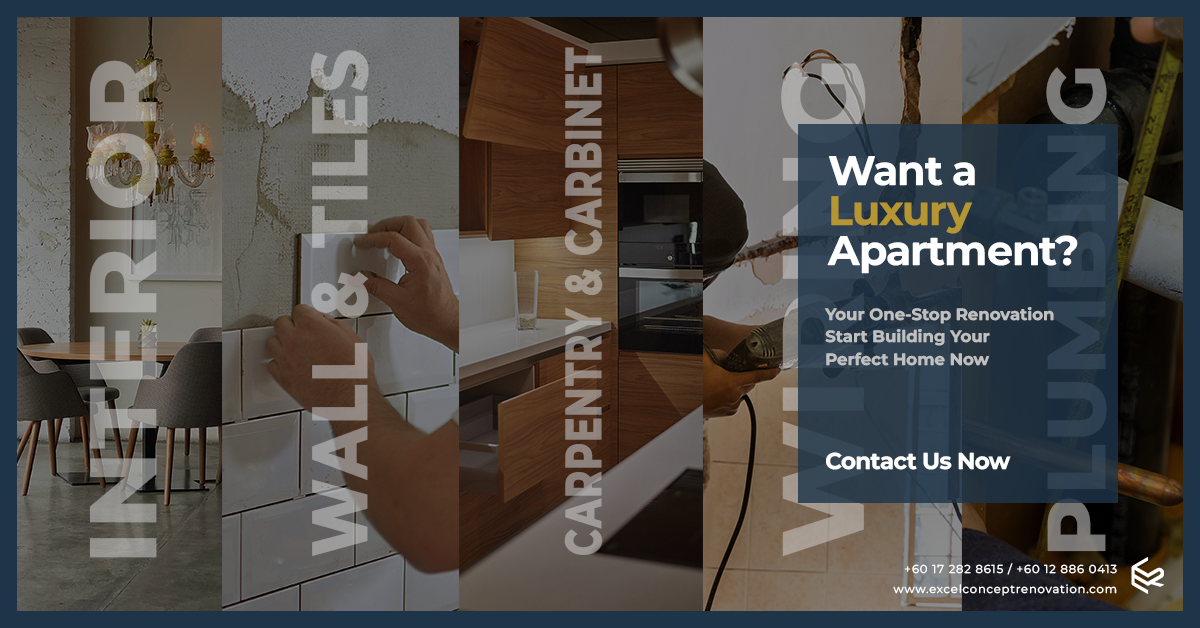 INTERIOR
WALL & TILES
CARPENTRY & CARBINET
WIRING
PLUMBING
Want a
Luxury
Apartment?
Your One-Stop Renovation
Start Building Your
Perfect Home Now
Contact Us Now
+60 17 282 8615 / +60 12 886 0413
www.excelconceptrenovation.com